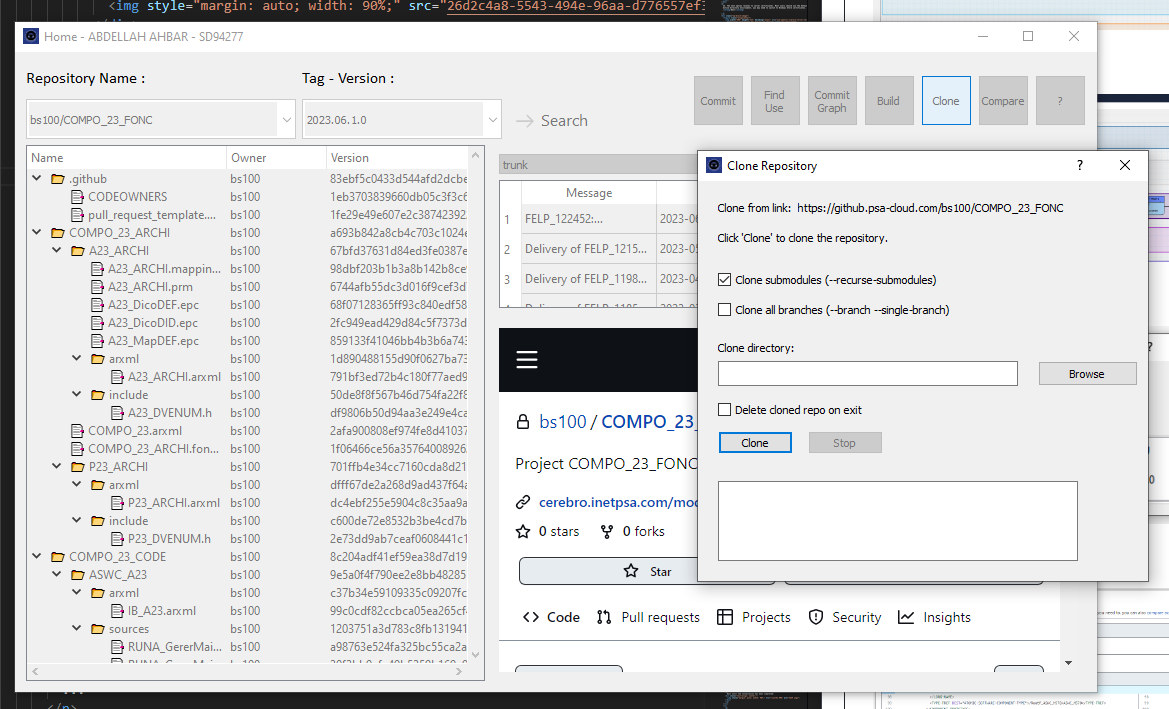 <img style="margin: auto; width: 90%;" src="26d2c4a8-5543-494e-96aa-d776557ef
Home - ABDELLAH AHBAR - SD94277
Repository Name :
Tag - Version :
bs100/COMPO_23_FONC
2023.06.1.0
Search
Commit
Find Use
Commit Graph
Build
Clone
Compare
?
Name Owner Version
.github bs100 83ebf5c0433d544afd2dcbe
CODEOWNERS bs100 1eb3703839660db05c3f3c6
pull_request_template.... bs100 1fe29e49e607e2c38742392
COMPO_23_ARCHI bs100 a693b842a8cb4c703c1024
A23_ARCHI bs100 67bfd37631d84ed3fe0387e
A23_ARCHI.mappin... bs100 98dbf203b1b3a8b142b8ce
A23_ARCHI.prm bs100 6744afb55dc3d016f9cef3d
A23_DicoDEF.epc bs100 68f07128365ff93c840edf58
A23_DicoDID.epc bs100 2fc949ead429d84c5f7373d
A23_MapDEF.epc bs100 859133f41046bb4b3b6a743
arxml bs100 1d890488155d90f0627ba73
A23_ARCHI.arxml bs100 791bf3ed72b4c180f77aed9
include bs100 50de8f8f567b46d754fa22f8
A23_DVENUM.h bs100 df9806b50d94aa3e249e4ca
COMPO_23.arxml bs100 2afa900808ef974fe8d41037
COMPO_23_ARCHI.fon... bs100 1f06466ce56a35764008926
P23_ARCHI bs100 701ffb4e34cc7160cda8d21
arxml bs100 dfff67de2a268d9ad437f64a
P23_ARCHI.arxml bs100 dc4ebf255e5904c8c35aa9a
include bs100 c600de72e8532b3be4cd7b
P23_DVENUM.h bs100 2e73dd9ab7ceaf0608441c1
COMPO_23_CODE bs100 8c204adf41ef59ea38d7d19
ASWC_A23 bs100 9e5a0f4f790ee2e8bb48285
arxml bs100 c37b34e59109335c09207fc
IB_A23.arxml bs100 99c0cdf82ccbca05ea265cf
sources bs100 1203751a3d783c8fb131941
RUNA_GererMai... bs100 a98763e524fa325bc55ca2a
trunk
Message
1 FELP_122452:... 2023-06
2 Delivery of FELP_1215... 2023-05
3 Delivery of FELP_1198... 2023-04
bs100 / COMPO_23_
Project COMPO_23_FONC
cerebro.inetpsa.com/mod
0 stars 0 forks
Star
Code Pull requests Projects Security Insights
Clone Repository
?
Clone from link: https://github.psa-cloud.com/bs100/COMPO_23_FONC
Click 'Clone' to clone the repository.
Clone submodules (--recurse-submodules)
Clone all branches (--branch --single-branch)
Clone directory:
Browse
Delete cloned repo on exit
Clone
Stop